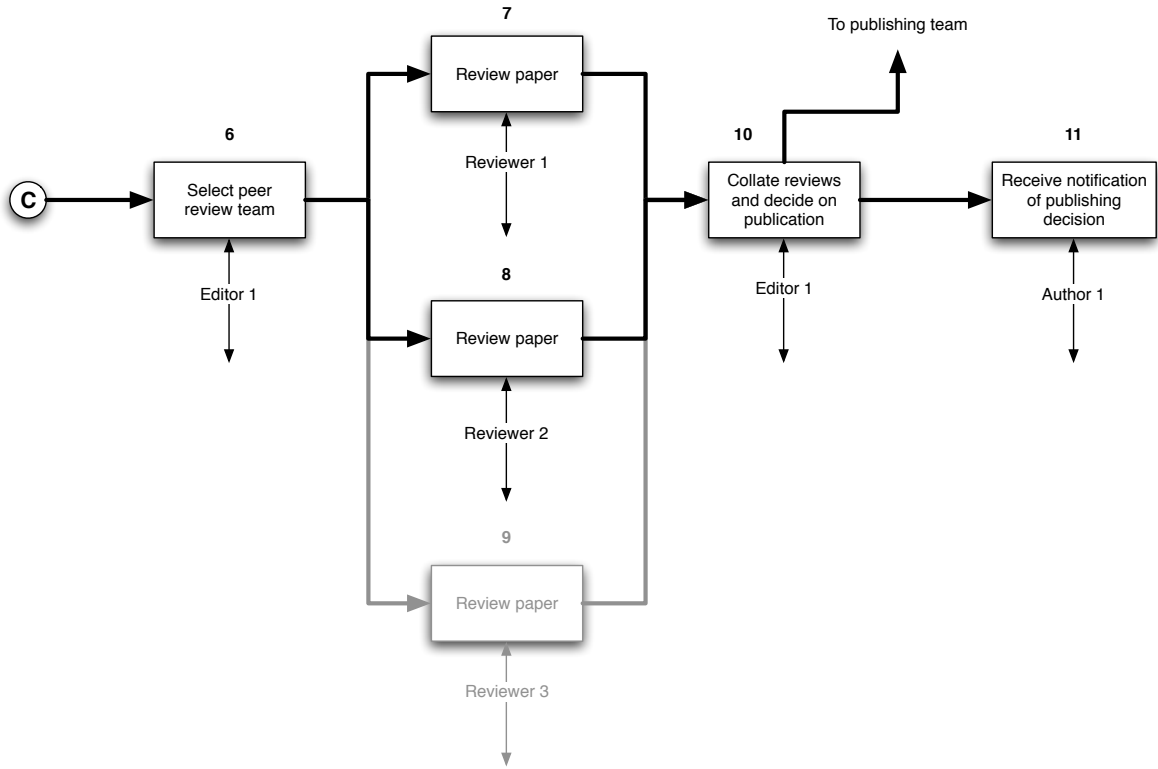 7
To publishing team
Review paper
6
10
11
Reviewer 1
C
Select peer
review team
Collate reviews
and decide on
publication
Receive notification
of publishing
decision
8
Editor 1
Editor 1
Author 1
Review paper
Reviewer 2
9
Review paper
Reviewer 3